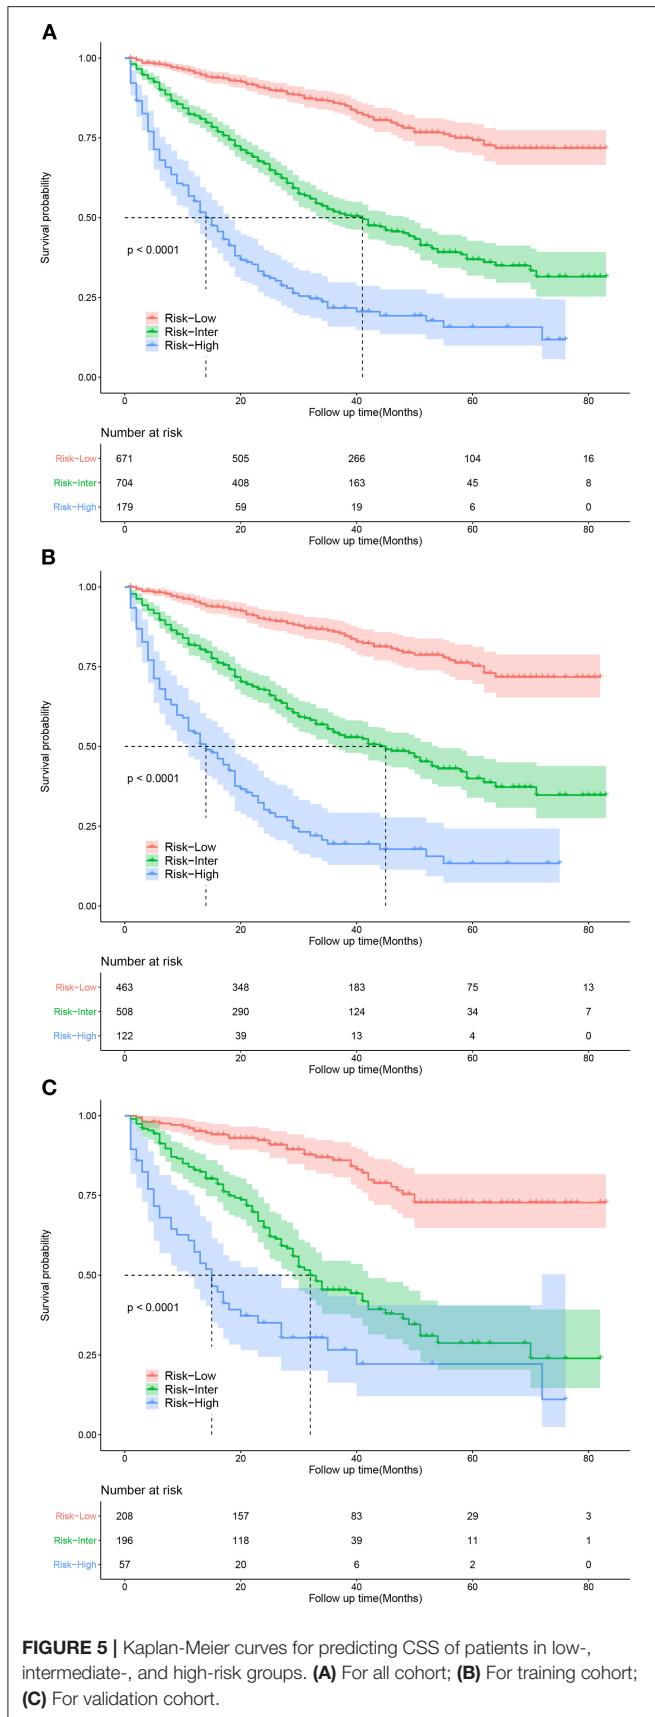 A
1.00
0.75
0.50
0.25
0.00
Survival probability
p < 0.0001
Risk−Low
Risk−Inter
Risk−High
0 20 40 60 80
Follow up time(Months)
Number at risk
Risk−Low 671 505 266 104 16
Risk−Inter 704 408 163 45 8
Risk−High 179 59 19 6 0
0 20 40 60 80
Follow up time(Months)
B
1.00
0.75
0.50
0.25
0.00
Survival probability
p < 0.0001
Risk−Low
Risk−Inter
Risk−High
0 20 40 60 80
Follow up time(Months)
Number at risk
Risk−Low 463 348 183 75 13
Risk−Inter 508 290 124 34 7
Risk−High 122 39 13 4 0
0 20 40 60 80
Follow up time(Months)
C
1.00
0.75
0.50
0.25
0.00
Survival probability
p < 0.0001
Risk−Low
Risk−Inter
Risk−High
0 20 40 60 80
Follow up time(Months)
Number at risk
Risk−Low 208 157 83 29 3
Risk−Inter 196 118 39 11 1
Risk−High 57 20 6 2 0
0 20 40 60 80
Follow up time(Months)
FIGURE 5 | Kaplan-Meier curves for predicting CSS of patients in low-,
intermediate-, and high-risk groups. (A) For all cohort; (B) For training cohort;
(C) For validation cohort.